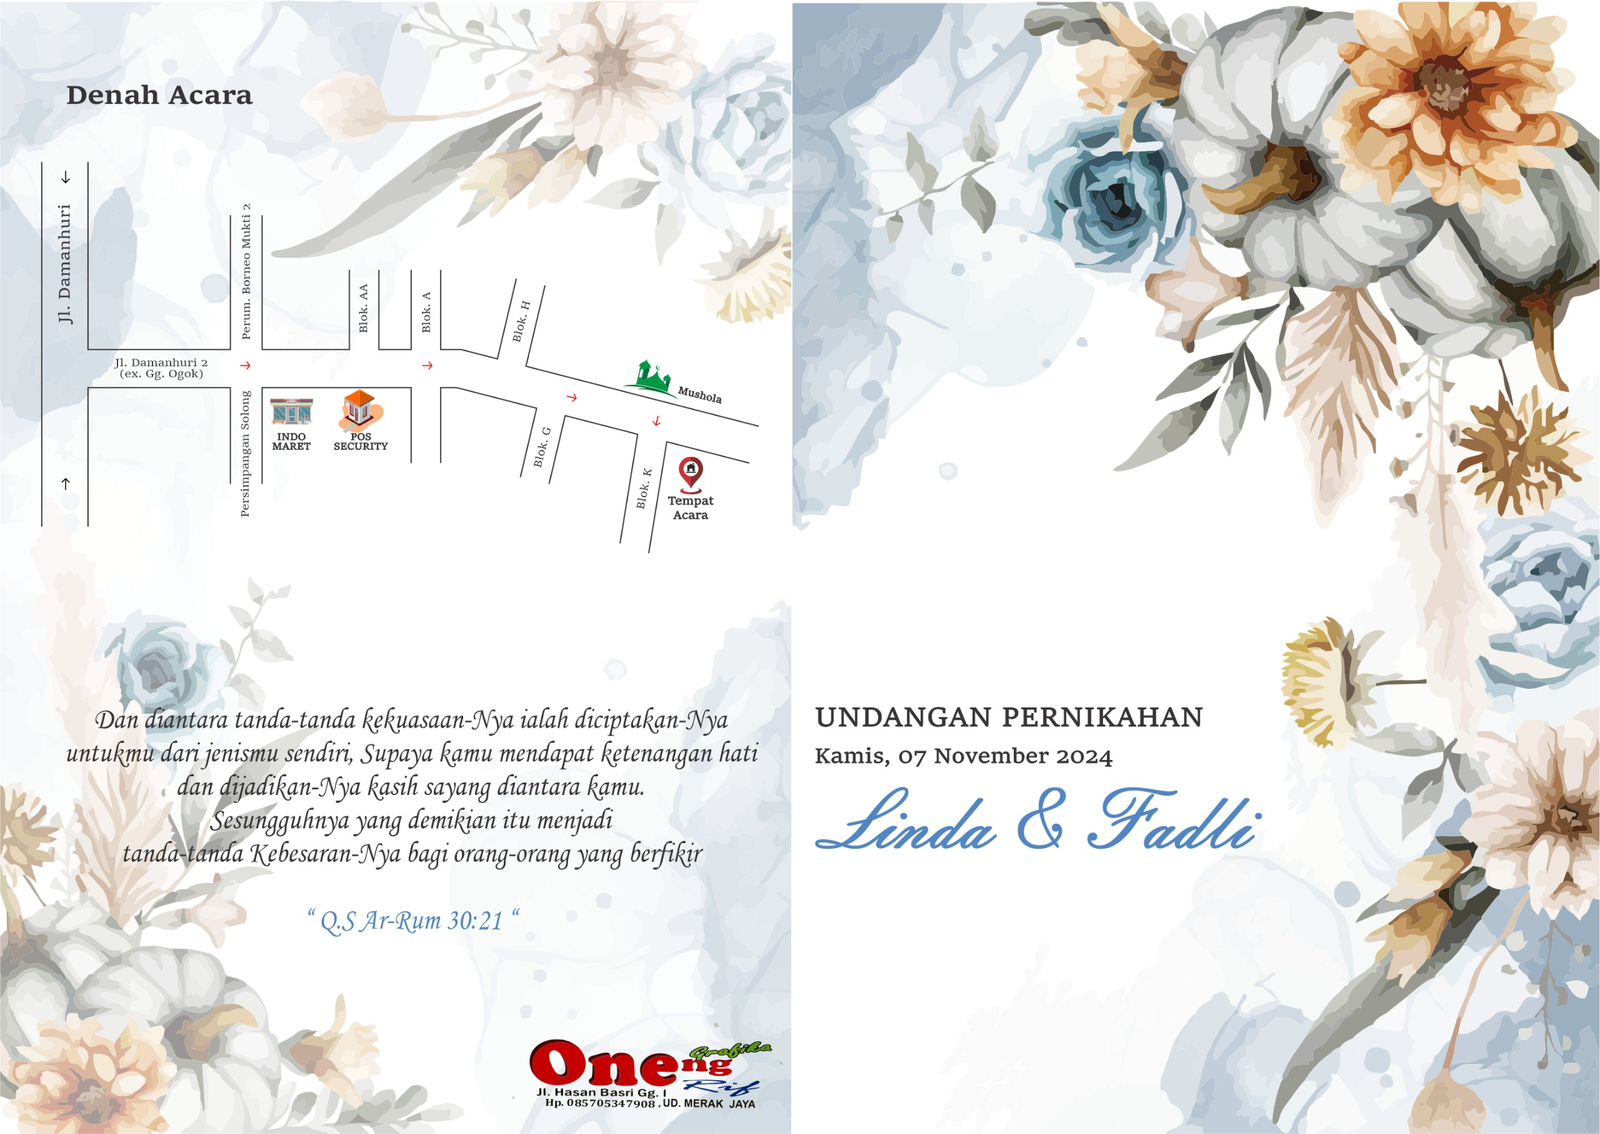 Denah Acara
Jl. Damanhuri
Perum. Borneo Mukti 2
Blok. AA
Blok. A
Blok. H
Jl. Damanhuri 2
(ex. Gg. Ogok)
Mushola
Persimpangan Solong
INDO
MARET
POS
SECURITY
Blok. G
Blok. K
Tempat
Acara
Dan diantara tanda-tanda kekuasaan-Nya ialah diciptakan-Nya
untukmu dari jenismu sendiri, Supaya kamu mendapat ketenangan hati
dan dijadikan-Nya kasih sayang diantara kamu.
Sesungguhnya yang demikian itu menjadi
tanda-tanda Kebesaran-Nya bagi orang-orang yang berfikir
“ Q.S Ar-Rum 30:21 “
Oneng Grafika
Rif
Jl. Hasan Basri Gg. I
Hp. 085705347908 , UD. MERAK JAYA
UNDANGAN PERNIKAHAN
Kamis, 07 November 2024
Linda & Fadli